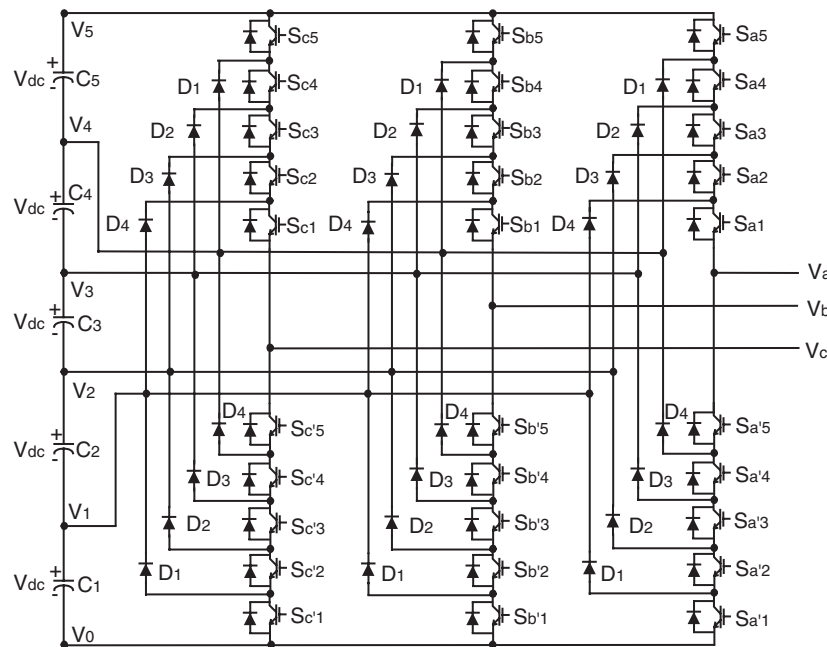 V5
Sc5
Sb5
Sa5
Vdc + - C5
D1
Sc4
D1
Sb4
D1
Sa4
V4
D2
Sc3
D2
Sb3
D2
Sa3
Vdc + - C4
D3
Sc2
D3
Sb2
D3
Sa2
D4
Sc1
D4
Sb1
D4
Sa1
V3
Va
Vdc + - C3
Vb
Vc
V2
D4
Sc'5
D4
Sb'5
D4
Sa'5
Vdc + - C2
D3
Sc'4
D3
Sb'4
D3
Sa'4
V1
D2
Sc'3
D2
Sb'3
D2
Sa'3
Vdc + - C1
D1
Sc'2
D1
Sb'2
D1
Sa'2
V0
Sc'1
Sb'1
Sa'1